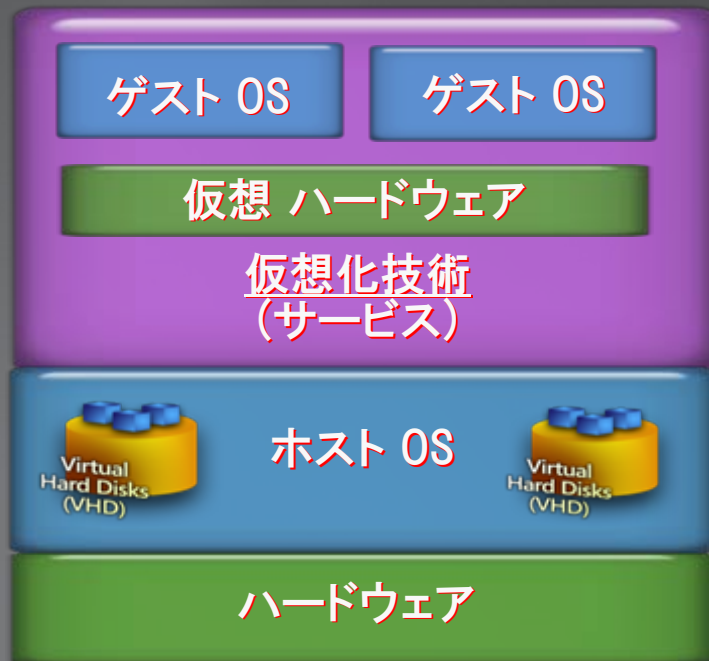 ゲスト OS
ゲスト OS
仮想 ハードウェア
仮想化技術
(サービス)
ホスト OS
Virtual
Hard Disks
(VHD)
Virtual
Hard Disks
(VHD)
ハードウェア